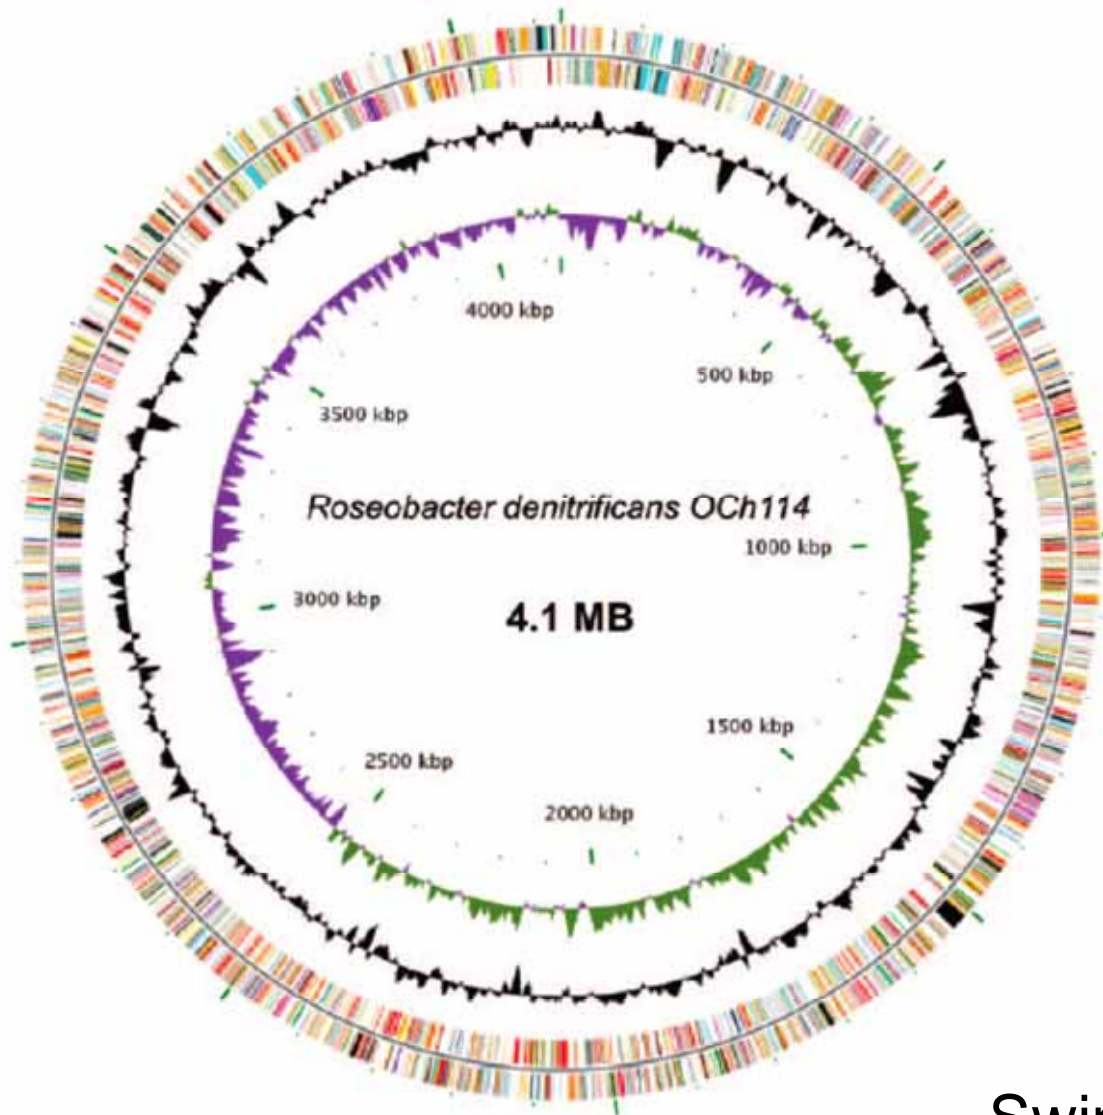 4000 kbp
500 kbp
3500 kbp
Roseobacter denitrificans OCh114
1000 kbp
3000 kbp
4.1 MB
1500 kbp
2500 kbp
2000 kbp